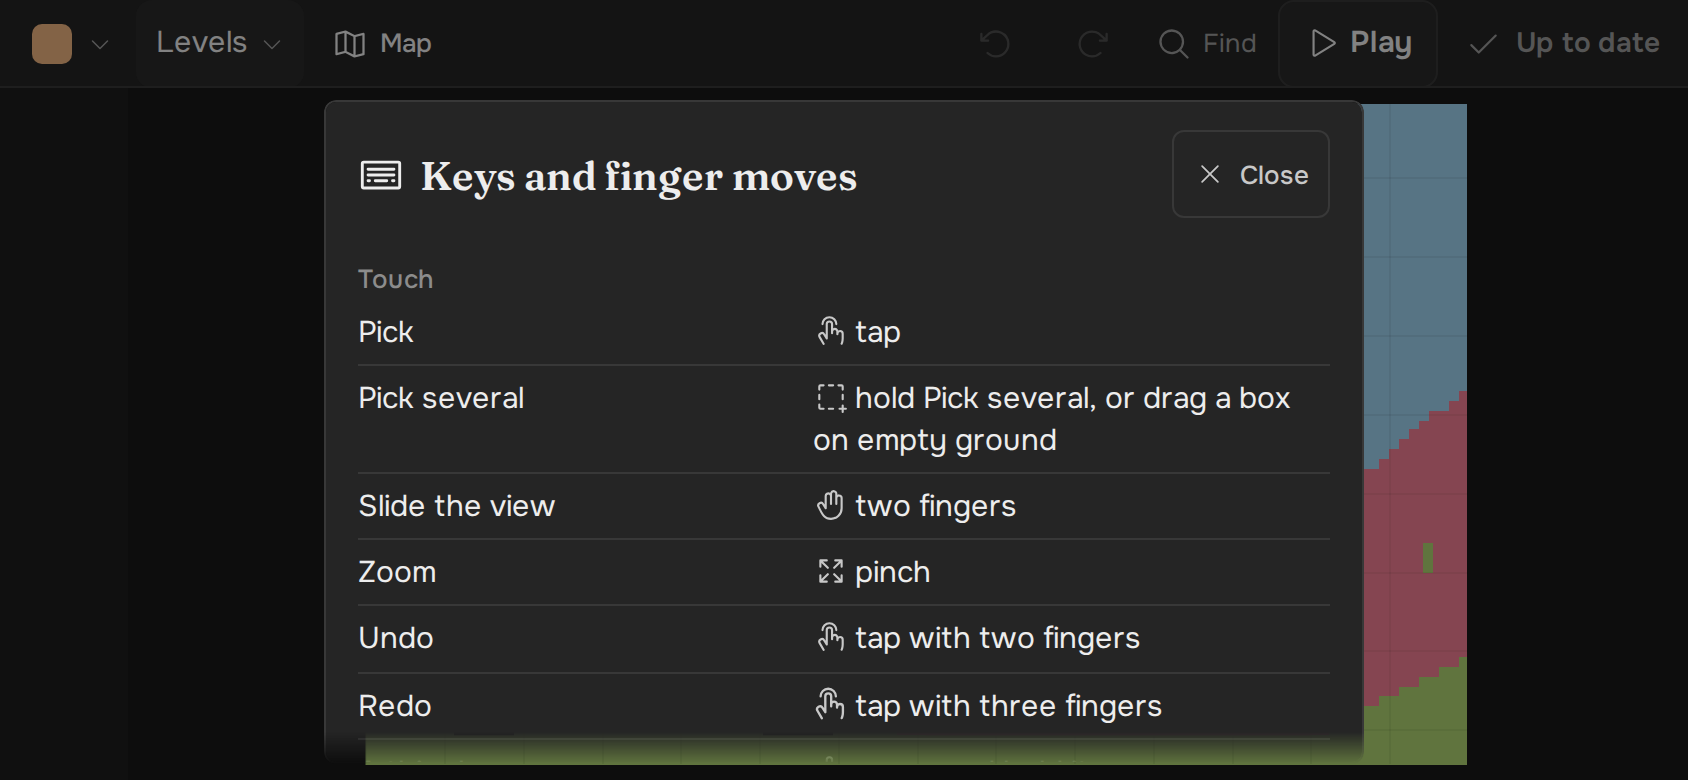 Levels
Map
Find
Play
Up to date
Keys and finger moves
Close
Touch
Pick
tap
Pick several
hold Pick several, or drag a box
on empty ground
Slide the view
two fingers
Zoom
pinch
Undo
tap with two fingers
Redo
tap with three fingers